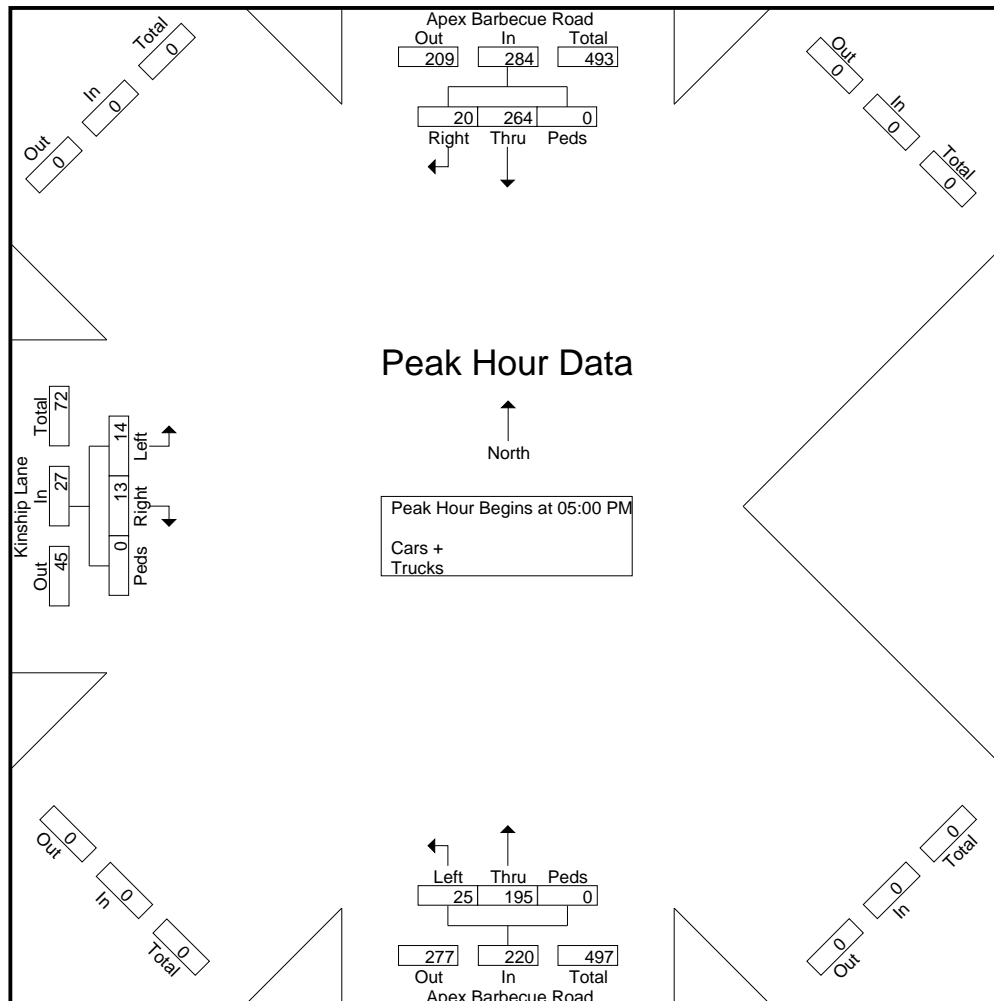 Apex Barbecue Road
Out In Total
209 284 493
20 264 0
Right Thru Peds
Total
0
In
0
Out
0
Out
0
In
0
Total
0
Peak Hour Data
North
Peak Hour Begins at 05:00 PM
Cars +
Trucks
Kinship Lane
Out In Total
45 27 72
0 13 14
Peds Right Left
Out
0
In
0
Total
0
Left Thru Peds
25 195 0
277 220 497
Out In Total
Apex Barbecue Road
0
Total
0
In
0
Out